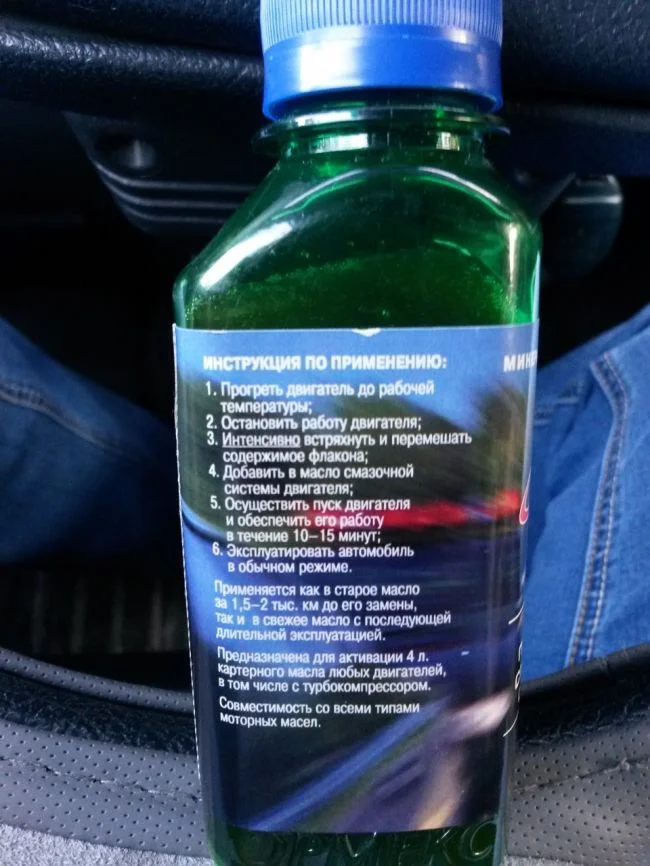 ИНСТРУКЦИЯ ПО ПРИМЕНЕНИЮ:
1. Прогреть двигатель до рабочей
температуры;
2. Остановить работу двигателя;
3. Интенсивно встряхнуть и перемешать
содержимое флакона;
4. Добавить в масло смазочной
системы двигателя;
5. Осуществить пуск двигателя
и обеспечить его работу
в течение 10–15 минут;
6. Эксплуатировать автомобиль
в обычном режиме.
Применяется как в старое масло
за 1,5–2 тыс. км до его замены,
так и в свежее масло с последующей
длительной эксплуатацией.
Предназначена для активации 4 л.
картерного масла любых двигателей,
в том числе с турбокомпрессором.
Совместимость со всеми типами
моторных масел.